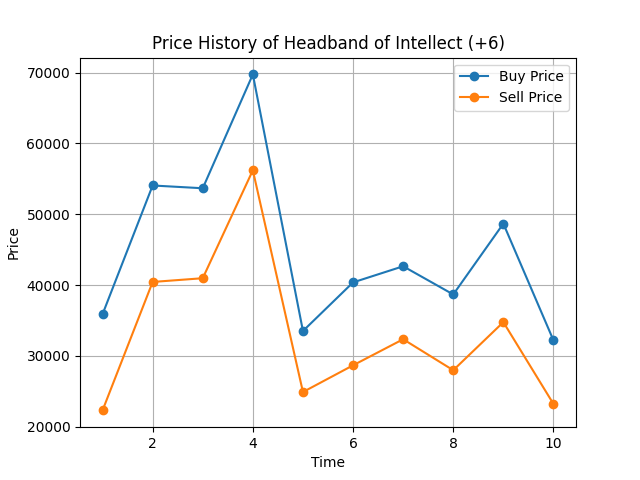 Price History of Headband of Intellect (+6)
Buy Price
Sell Price
70000
60000
50000
40000
30000
20000
Price
2
4
6
8
10
Time